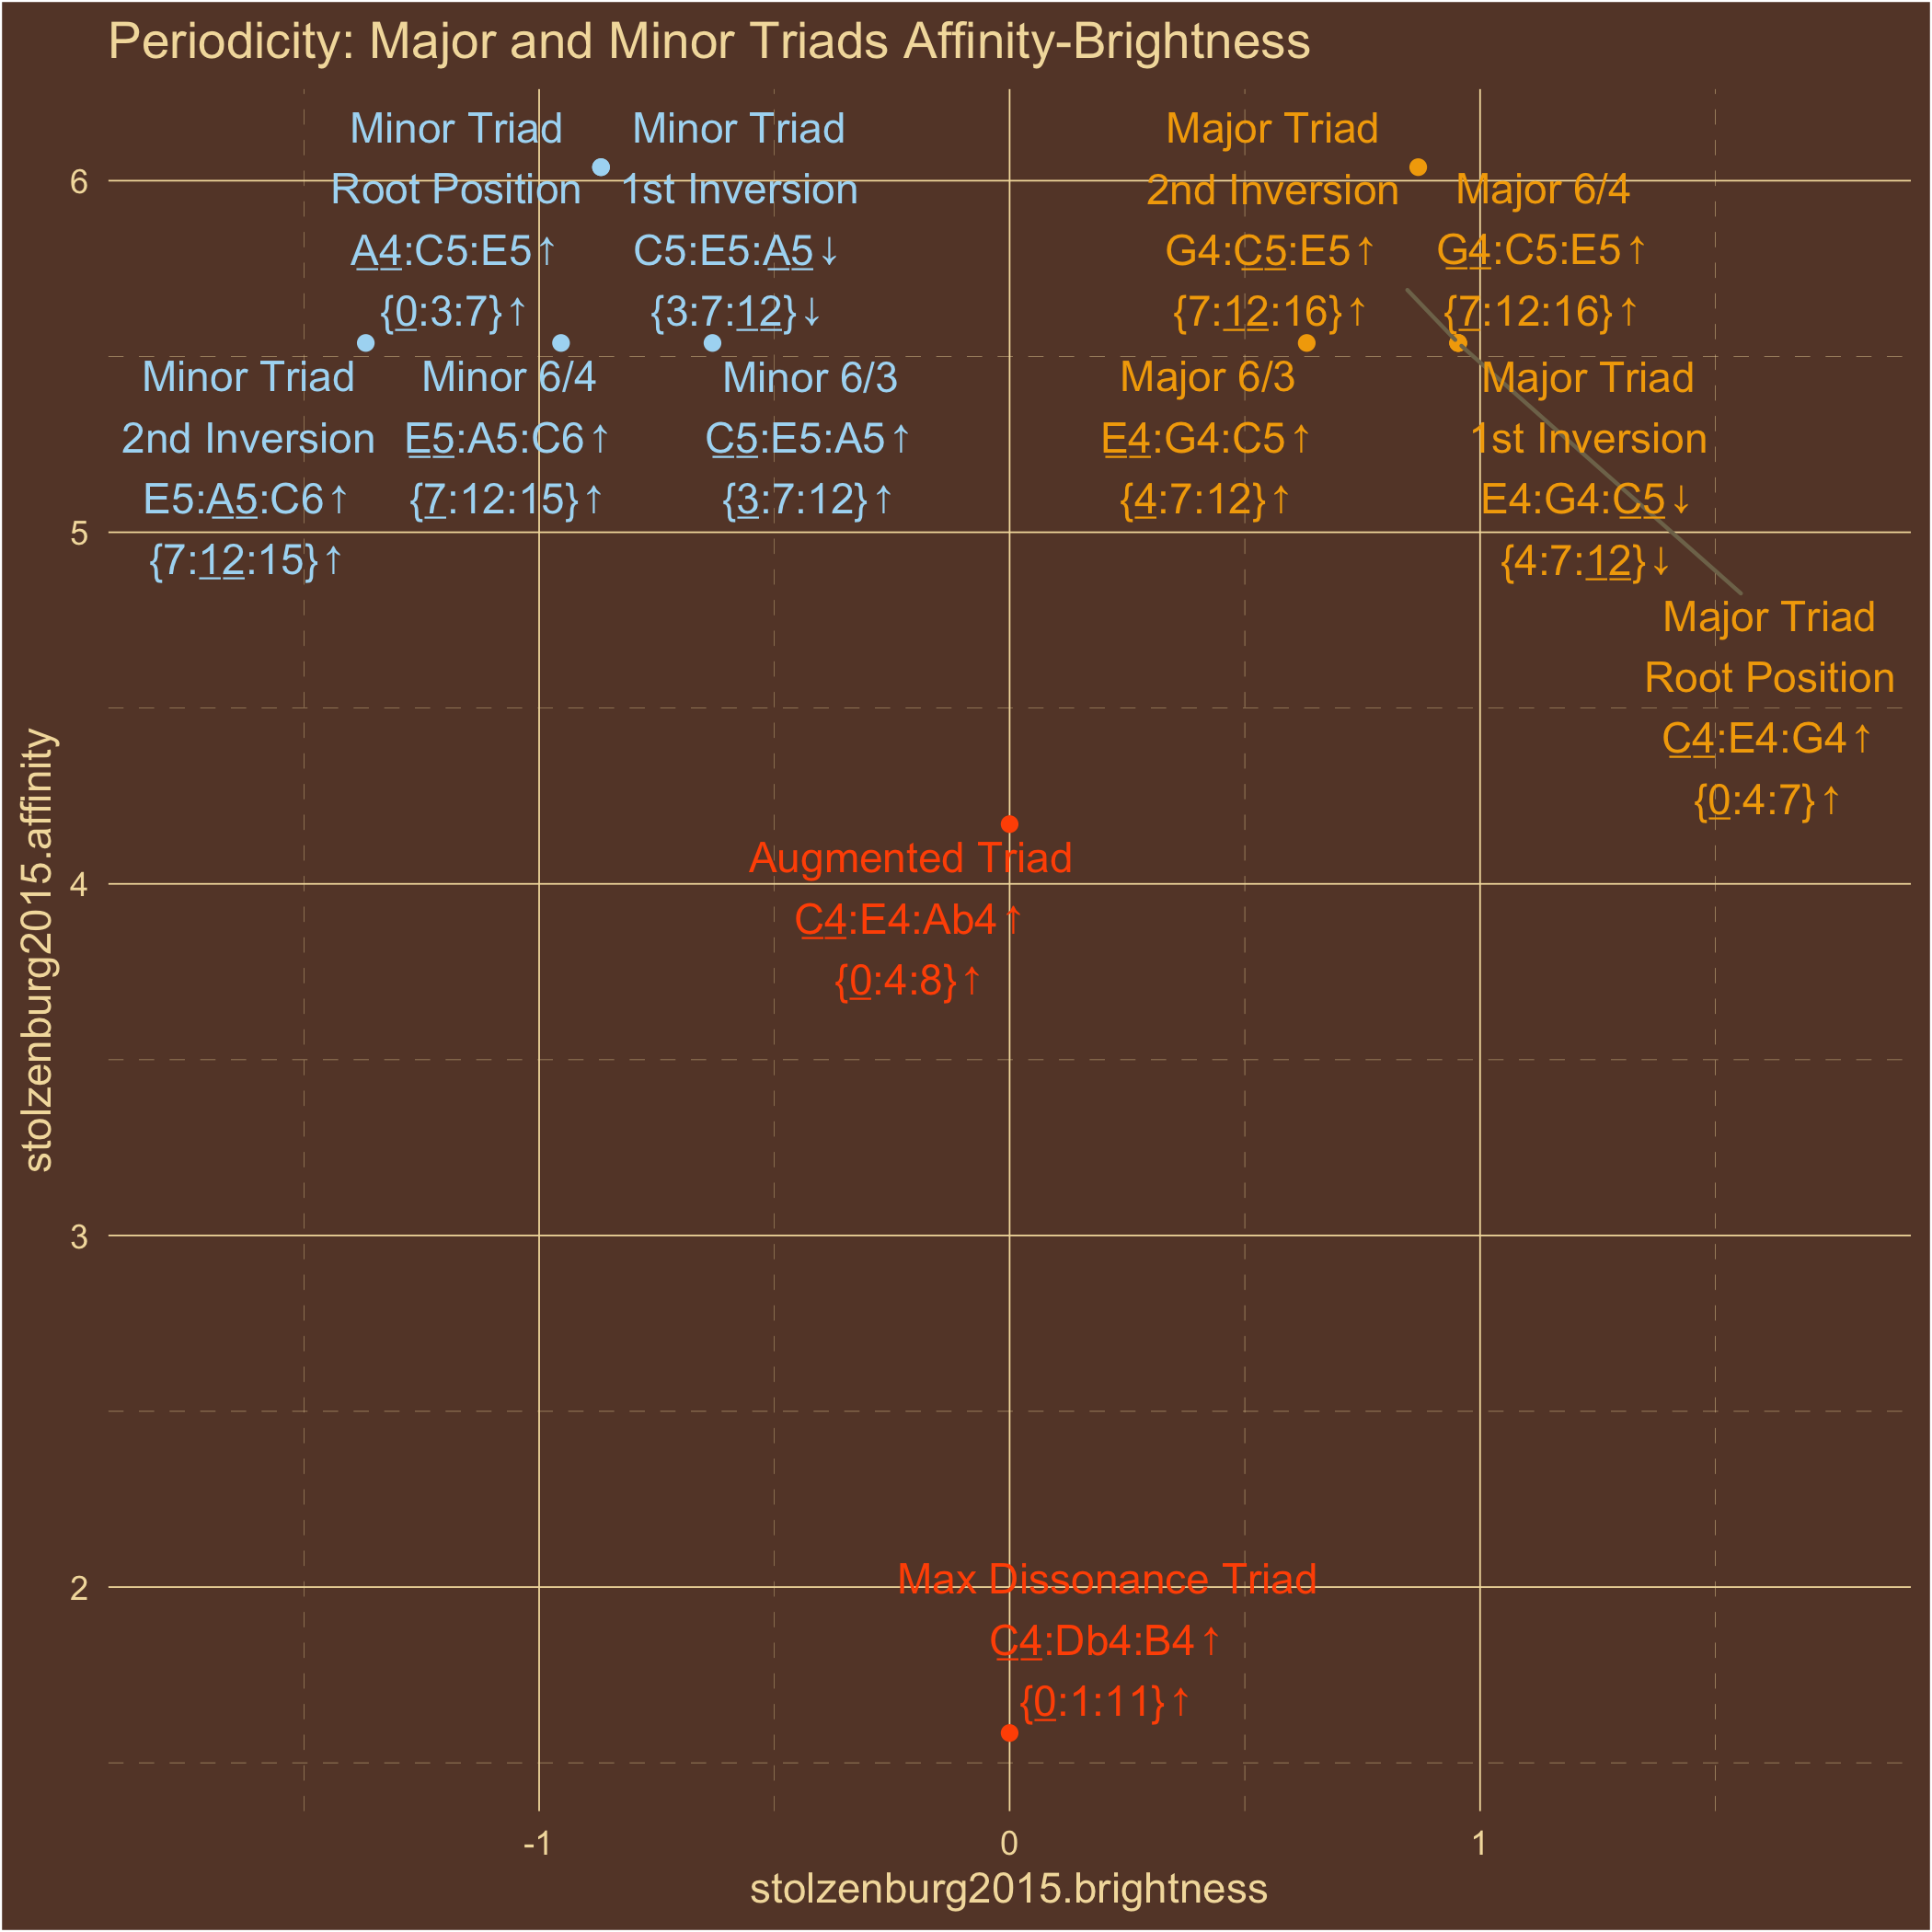 Periodicity: Major and Minor Triads Affinity-Brightness
Minor Triad
Root Position
A4:C5:E5↑
{0:3:7}↑
Minor Triad
1st Inversion
C5:E5:A5↓
{3:7:12}↓
Major Triad
2nd Inversion
G4:C5:E5↑
{7:12:16}↑
Major 6/4
G4:C5:E5↑
{7:12:16}↑
Minor Triad
2nd Inversion
E5:A5:C6↑
{7:12:15}↑
Minor 6/4
E5:A5:C6↑
{7:12:15}↑
Minor 6/3
C5:E5:A5↑
{3:7:12}↑
Major 6/3
E4:G4:C5↑
{4:7:12}↑
Major Triad
1st Inversion
E4:G4:C5↓
{4:7:12}↓
Major Triad
Root Position
C4:E4:G4↑
{0:4:7}↑
Augmented Triad
C4:E4:Ab4↑
{0:4:8}↑
Max Dissonance Triad
C4:Db4:B4↑
{0:1:11}↑
6
5
4
3
2
stolzenburg2015.affinity
-1
0
1
stolzenburg2015.brightness